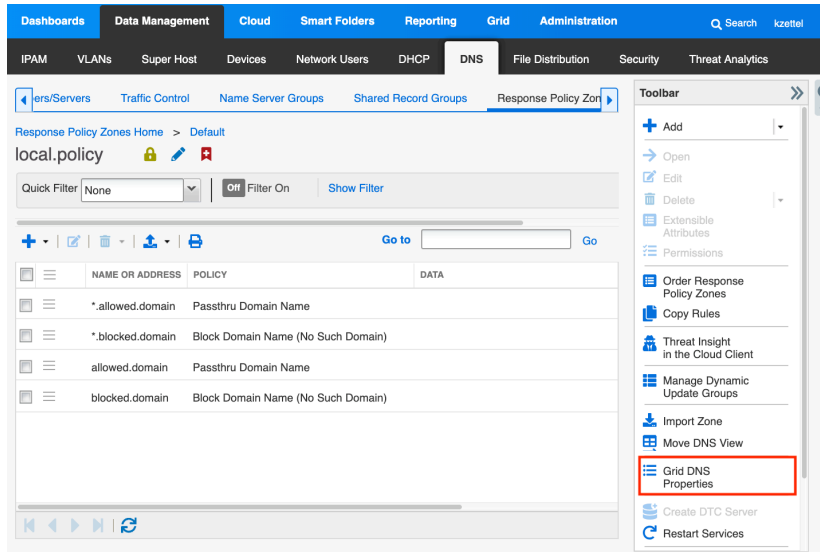 Dashboards Data Management Cloud Smart Folders Reporting Grid Administration Search kzettel
IPAM VLANs Super Host Devices Network Users DHCP DNS File Distribution Security Threat Analytics
ers/Servers Traffic Control Name Server Groups Shared Record Groups Response Policy Zon
Response Policy Zones Home > Default
local.policy
Quick Filter None Off Filter On Show Filter
Go to Go
NAME OR ADDRESS POLICY DATA
*.allowed.domain Passthru Domain Name
*.blocked.domain Block Domain Name (No Such Domain)
allowed.domain Passthru Domain Name
blocked.domain Block Domain Name (No Such Domain)
Toolbar
Add
Open
Edit
Delete
Extensible
Attributes
Permissions
Order Response
Policy Zones
Copy Rules
Threat Insight
in the Cloud Client
Manage Dynamic
Update Groups
Import Zone
Move DNS View
Grid DNS
Properties
Create DTC Server
Restart Services